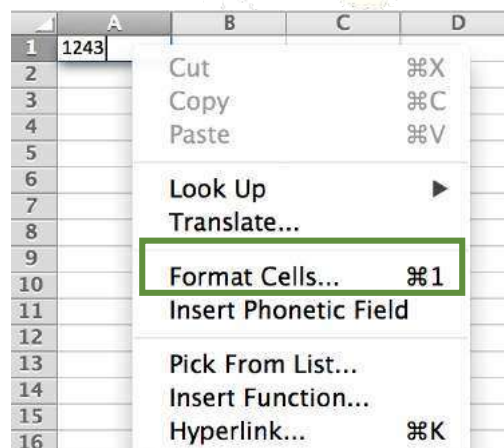 A B C D
1 1243
2 Cut ⌘X
3 Copy ⌘C
4 Paste ⌘V
5
6 Look Up ▶
7
8 Translate...
9
10 Format Cells... ⌘1
11 Insert Phonetic Field
12
13 Pick From List...
14 Insert Function...
15
16 Hyperlink... ⌘K